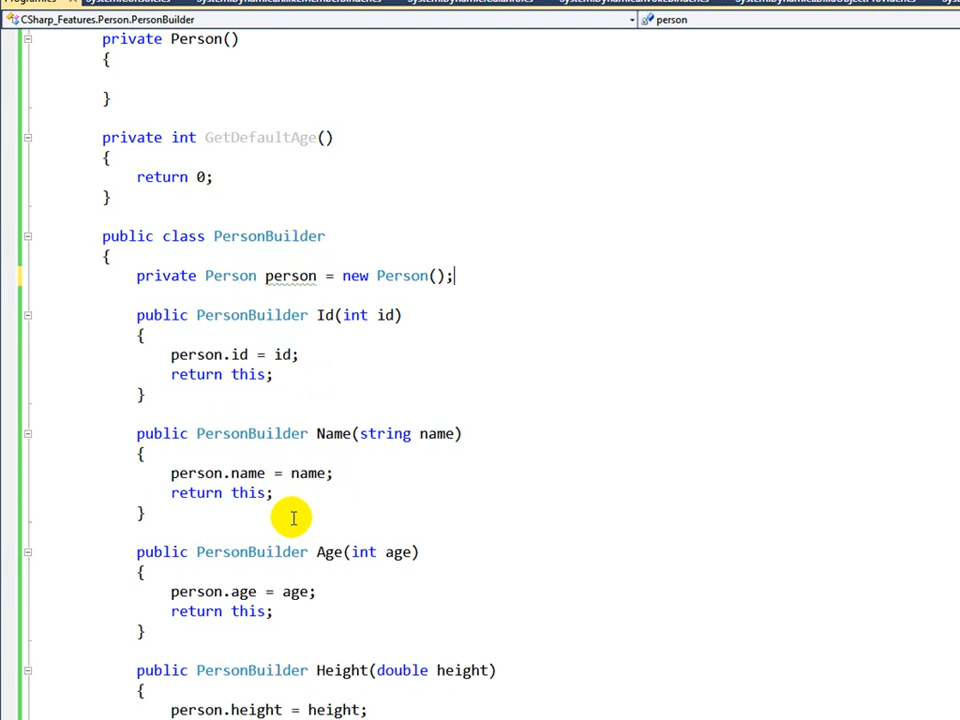 CSharp_Features.Person.PersonBuilder
person
private Person()
{
}
private int GetDefaultAge()
{
return 0;
}
public class PersonBuilder
{
private Person person = new Person();
public PersonBuilder Id(int id)
{
person.id = id;
return this;
}
public PersonBuilder Name(string name)
{
person.name = name;
return this;
}
public PersonBuilder Age(int age)
{
person.age = age;
return this;
}
public PersonBuilder Height(double height)
{
person.height = height;